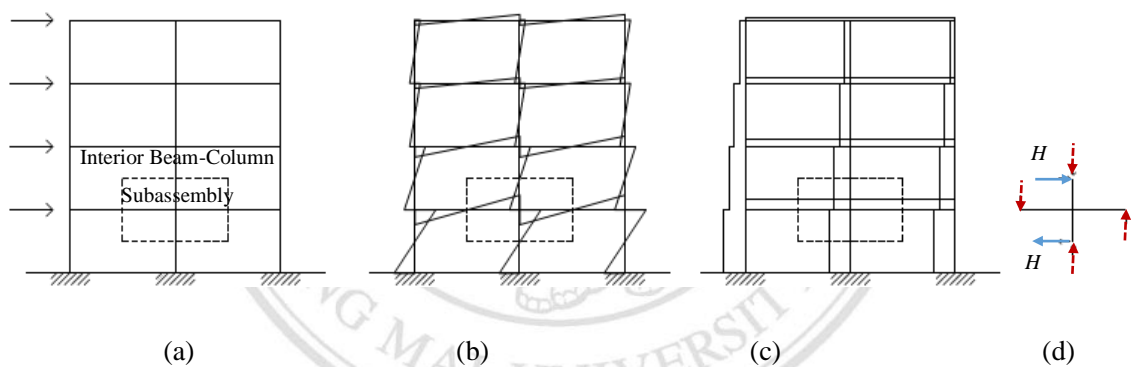 Interior Beam-Column
Subassembly
H
H
(a) (b) (c) (d)